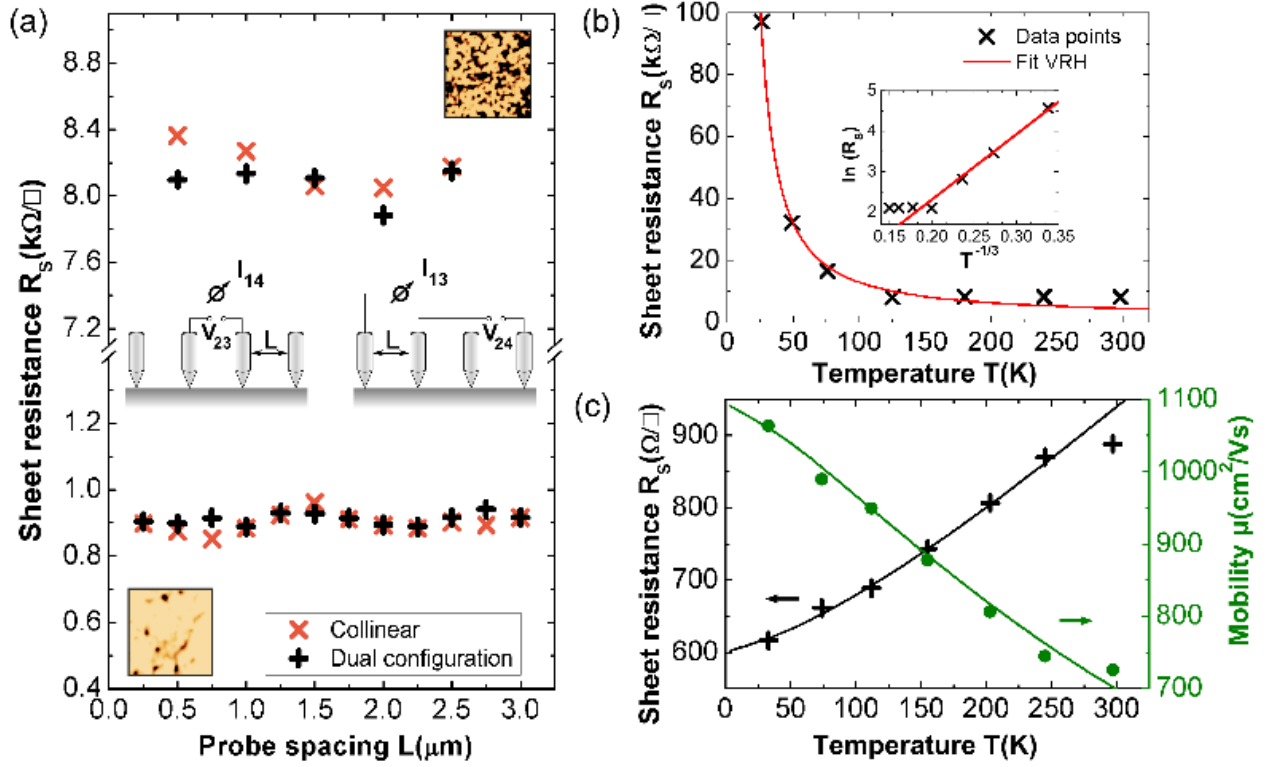 (a)
Sheet resistance Rₛ(kΩ/□)
8.8
8.4
8.0
7.6
7.2
1.2
1.0
0.8
0.6
0.4
I₁₄
I₁₃
V₂₃
L
L
V₂₄
× Collinear
+ Dual configuration
0.0 0.5 1.0 1.5 2.0 2.5 3.0
Probe spacing L(μm)
(b)
Sheet resistance Rₛ(kΩ/□)
100
80
60
40
20
0
× Data points
Fit VRH
ln (Rₛ)
5
4
3
2
0.15 0.20 0.25 0.30 0.35
T⁻¹ᐟ³
0 50 100 150 200 250 300
Temperature T(K)
(c)
Sheet resistance Rₛ(Ω/□)
900
800
700
600
1100
1000
900
800
700
Mobility μ(cm²/Vs)
0 50 100 150 200 250 300
Temperature T(K)